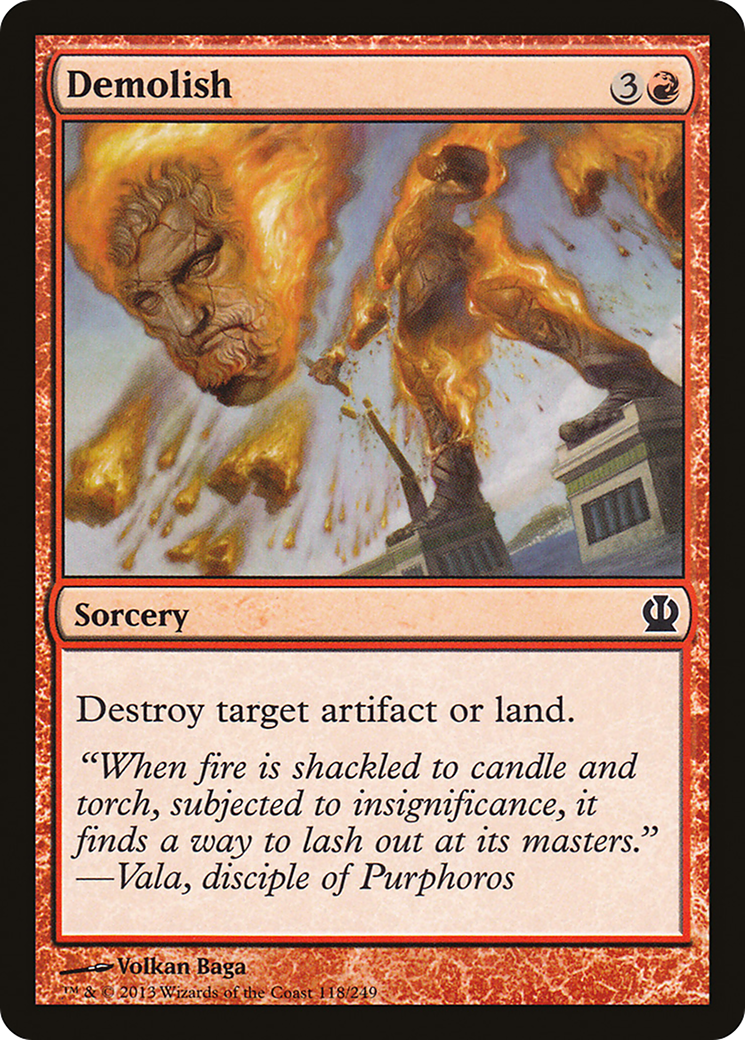 Demolish
3
Sorcery
Destroy target artifact or land.
“When fire is shackled to candle and
torch, subjected to insignificance, it
finds a way to lash out at its masters.”
—Vala, disciple of Purphoros
Volkan Baga
™ & © 2013 Wizards of the Coast 118/249